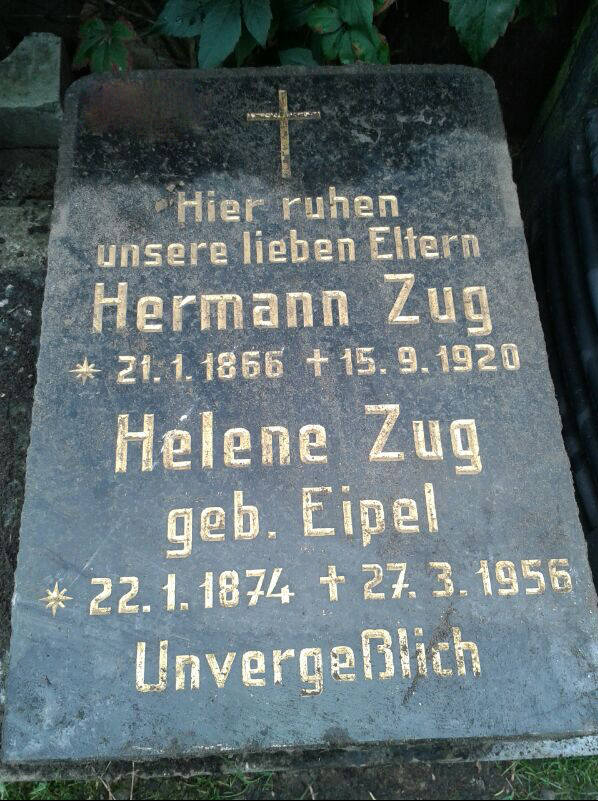 Hier ruhen
unsere lieben Eltern
Hermann Zug
* 21.1.1866 ✝ 15.9.1920
Helene Zug
geb. Eipel
* 22.1.1874 ✝ 27.3.1956
Unvergeßlich